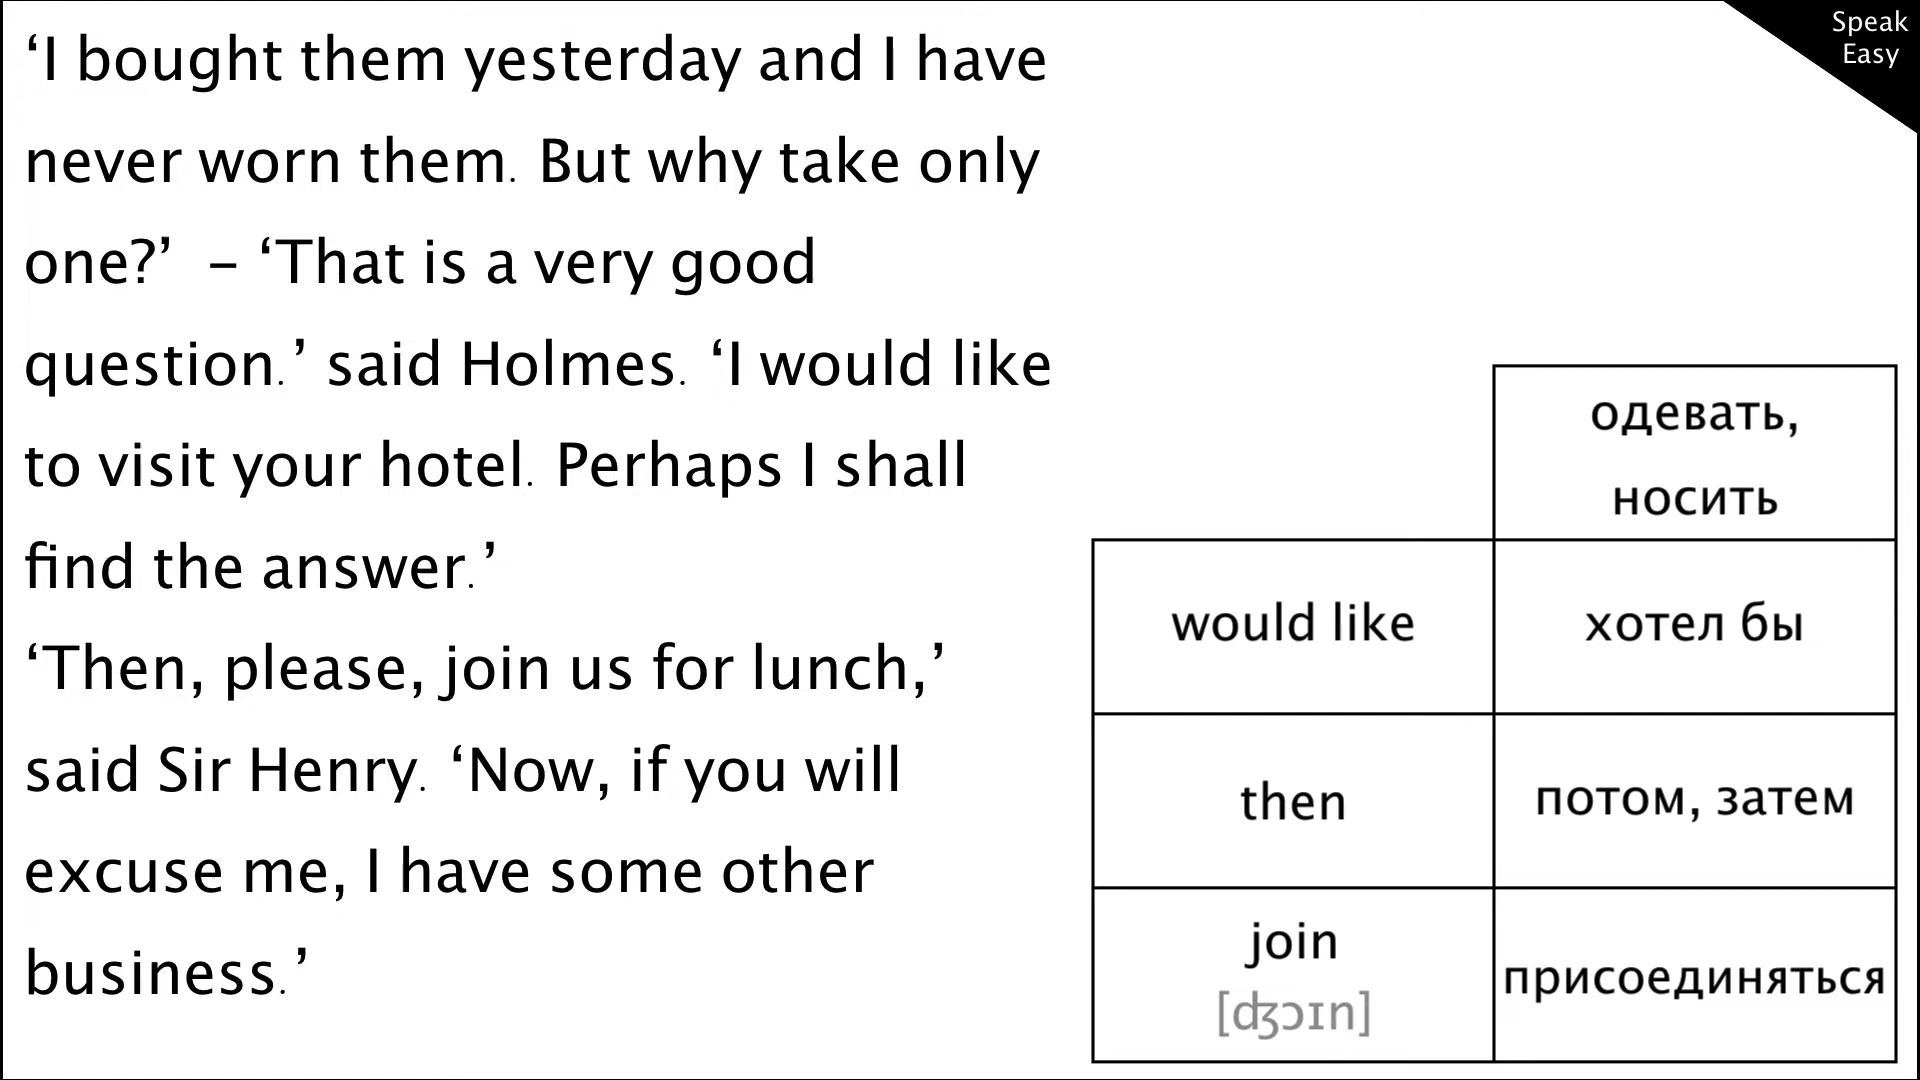 ‘I bought them yesterday and I have
never worn them. But why take only
one?’ – ‘That is a very good
question.’ said Holmes. ‘I would like
to visit your hotel. Perhaps I shall
find the answer.’
‘Then, please, join us for lunch,’
said Sir Henry. ‘Now, if you will
excuse me, I have some other
business.’
Speak
Easy
одевать,
носить
would like хотел бы
then потом, затем
join
[ʤɔɪn]
присоединяться